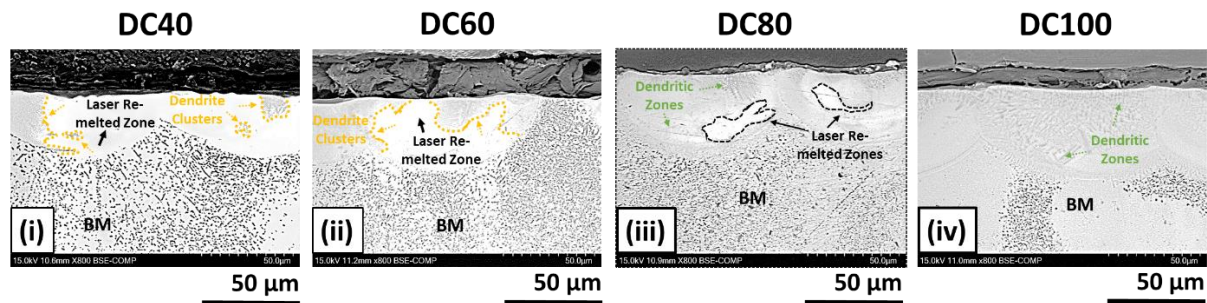 DC40
DC60
DC80
DC100
Dendrite
Clusters
Laser Re-
melted Zone
BM
(i)
15.0kV 10.6mm x800 BSE-COMP
50.0µm
50 µm
Dendrite
Clusters
Laser Re-
melted Zone
BM
(ii)
15.0kV 11.2mm x800 BSE-COMP
50.0µm
50 µm
Dendritic
Zones
Laser Re-
melted Zones
BM
(iii)
15.0kV 10.9mm x800 BSE-COMP
50.0µm
50 µm
Dendritic
Zones
BM
(iv)
15.0kV 11.0mm x800 BSE-COMP
50.0µm
50 µm